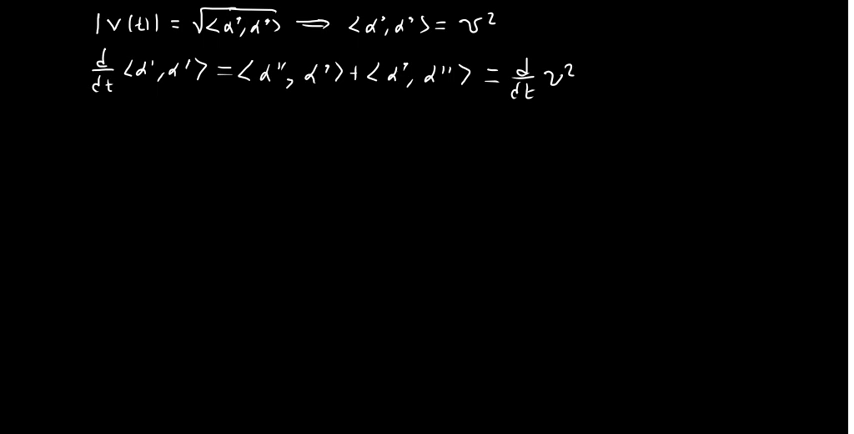 |v(t)| = √⟨α', α'⟩ ⟹ ⟨α', α'⟩ = v²
d/dt ⟨α', α'⟩ = ⟨α'', α'⟩ + ⟨α', α''⟩ = d/dt v²